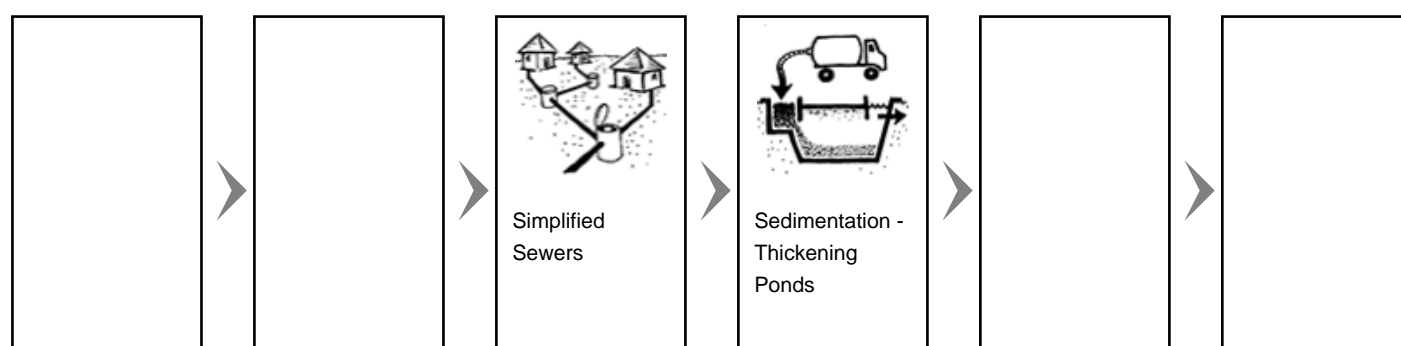 Simplified
Sewers
Sedimentation -
Thickening
Ponds